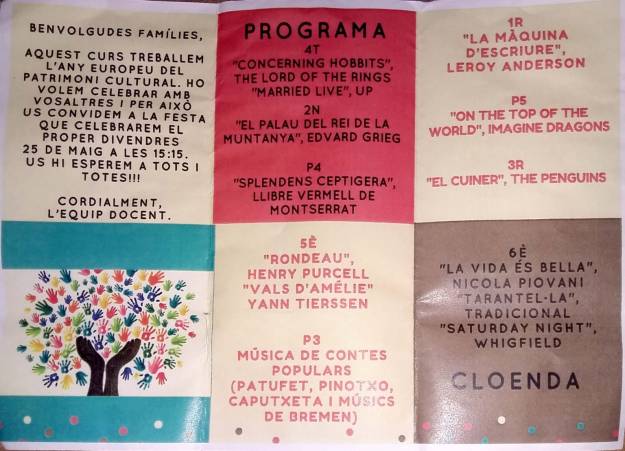 BENVOLGUDES FAMÍLIES,
AQUEST CURS TREBALLEM
L'ANY EUROPEU DEL
PATRIMONI CULTURAL. HO
VOLEM CELEBRAR AMB
VOSALTRES I PER AIXÒ
US CONVIDEM A LA FESTA
QUE CELEBRAREM EL
PROPER DIVENDRES
25 DE MAIG A LES 15:15.
US HI ESPEREM A TOTS I
TOTES!!!
CORDIALMENT,
L'EQUIP DOCENT.
PROGRAMA
4T
"CONCERNING HOBBITS",
THE LORD OF THE RINGS
"MARRIED LIVE", UP
2N
"EL PALAU DEL REI DE LA
MUNTANYA", EDVARD GRIEG
P4
"SPLENDENS CEPTIGERA",
LLIBRE VERMELL DE
MONTSERRAT
5È
"RONDEAU",
HENRY PURCELL
"VALS D'AMÉLIE"
YANN TIERSSEN
P3
MÚSICA DE CONTES
POPULARS
(PATUFET, PINOTXO,
CAPUTXETA I MÚSICS
DE BREMEN)
1R
"LA MÀQUINA
D'ESCRIURE",
LEROY ANDERSON
P5
"ON THE TOP OF THE
WORLD", IMAGINE DRAGONS
3R
"EL CUINER", THE PENGUINS
6È
"LA VIDA ÉS BELLA",
NICOLA PIOVANI
"TARANTEL·LA",
TRADICIONAL
"SATURDAY NIGHT",
WHIGFIELD
CLOENDA